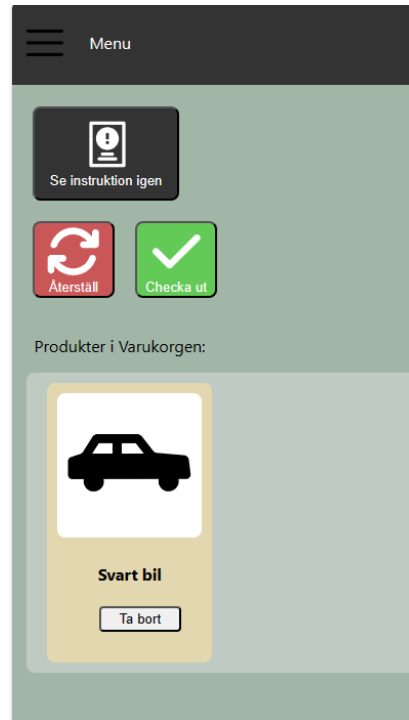 Menu
Se instruktion igen
Återställ
Checka ut
Produkter i Varukorgen:
Svart bil
Ta bort